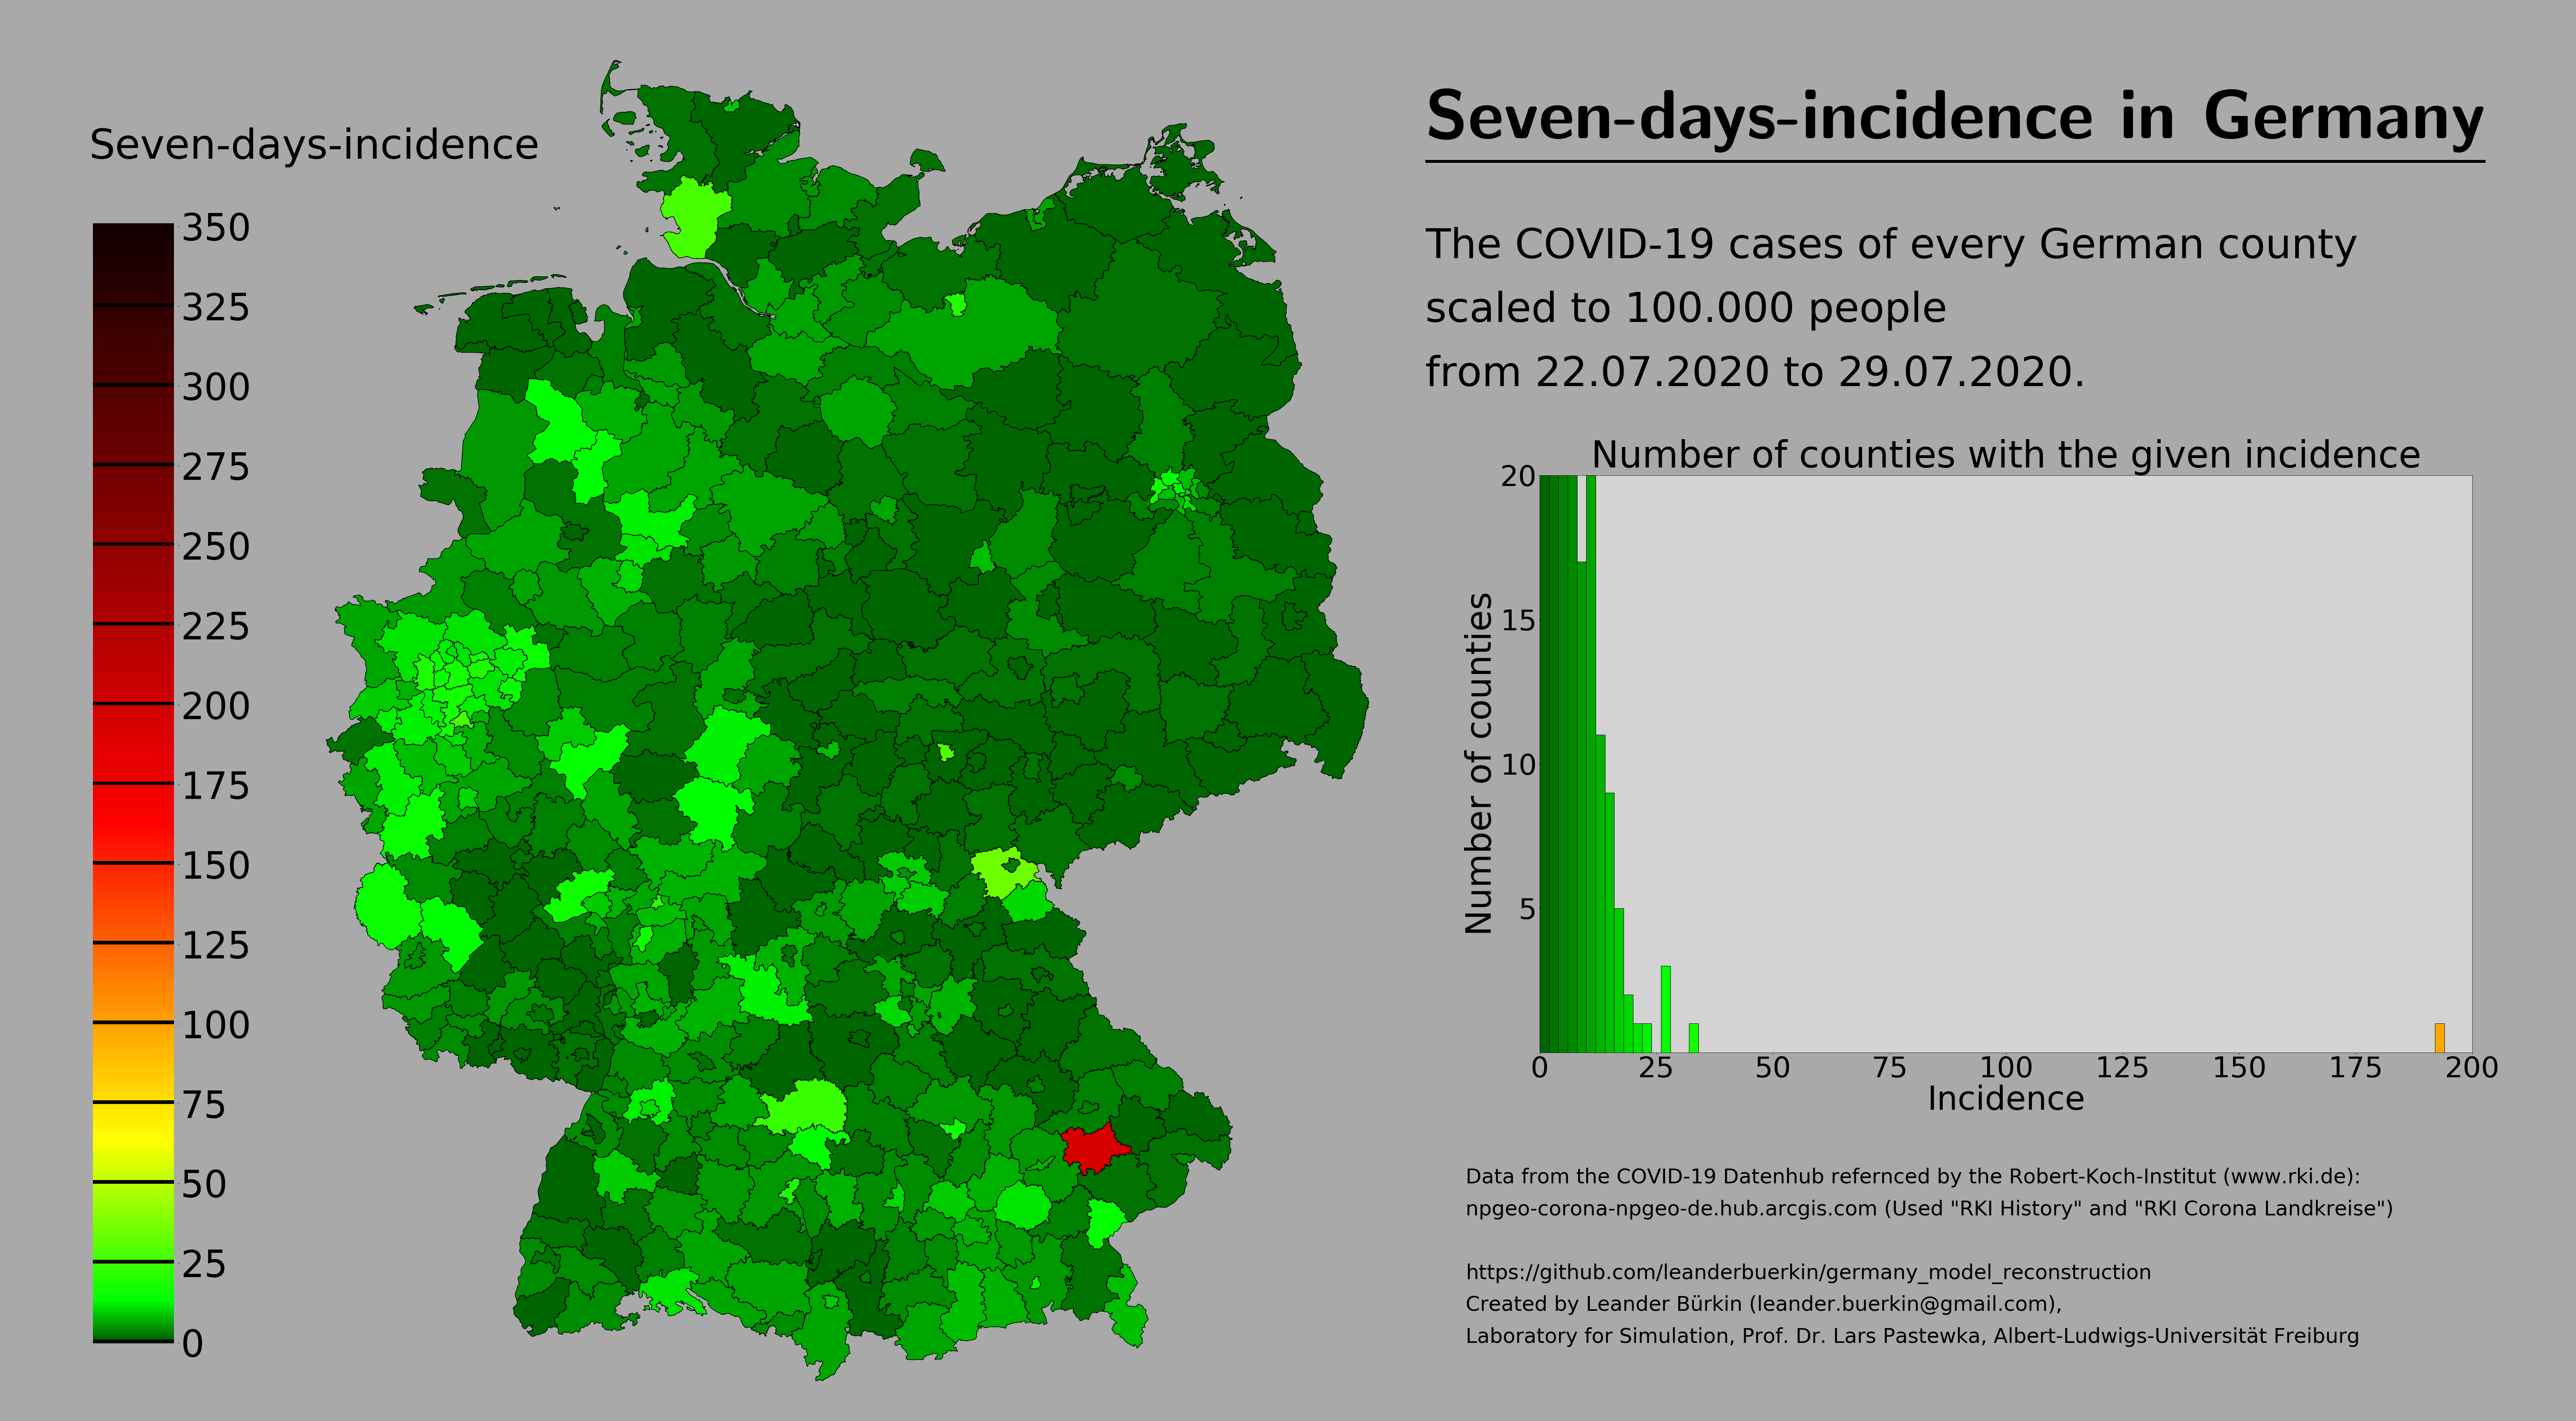 Seven-days-incidence
350
325
300
275
250
225
200
175
150
125
100
75
50
25
0
Seven-days-incidence in Germany
The COVID-19 cases of every German county
scaled to 100.000 people
from 22.07.2020 to 29.07.2020.
Number of counties with the given incidence
20
15
10
5
Number of counties
0 25 50 75 100 125 150 175 200
Incidence
Data from the COVID-19 Datenhub refernced by the Robert-Koch-Institut (www.rki.de):
npgeo-corona-npgeo-de.hub.arcgis.com (Used "RKI History" and "RKI Corona Landkreise")
https://github.com/leanderbuerkin/germany_model_reconstruction
Created by Leander Bürkin (leander.buerkin@gmail.com),
Laboratory for Simulation, Prof. Dr. Lars Pastewka, Albert-Ludwigs-Universität Freiburg